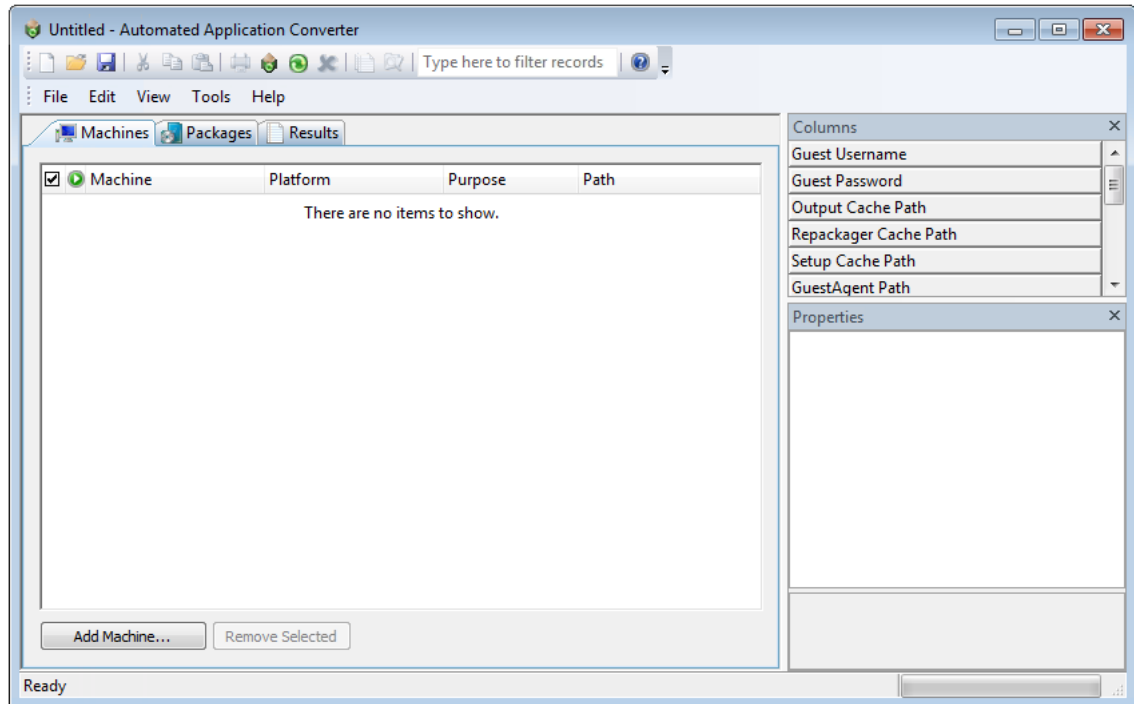 Untitled - Automated Application Converter
Type here to filter records
File Edit View Tools Help
Machines Packages Results
Machine Platform Purpose Path
There are no items to show.
Add Machine... Remove Selected
Columns
Guest Username
Guest Password
Output Cache Path
Repackager Cache Path
Setup Cache Path
GuestAgent Path
Properties
Ready